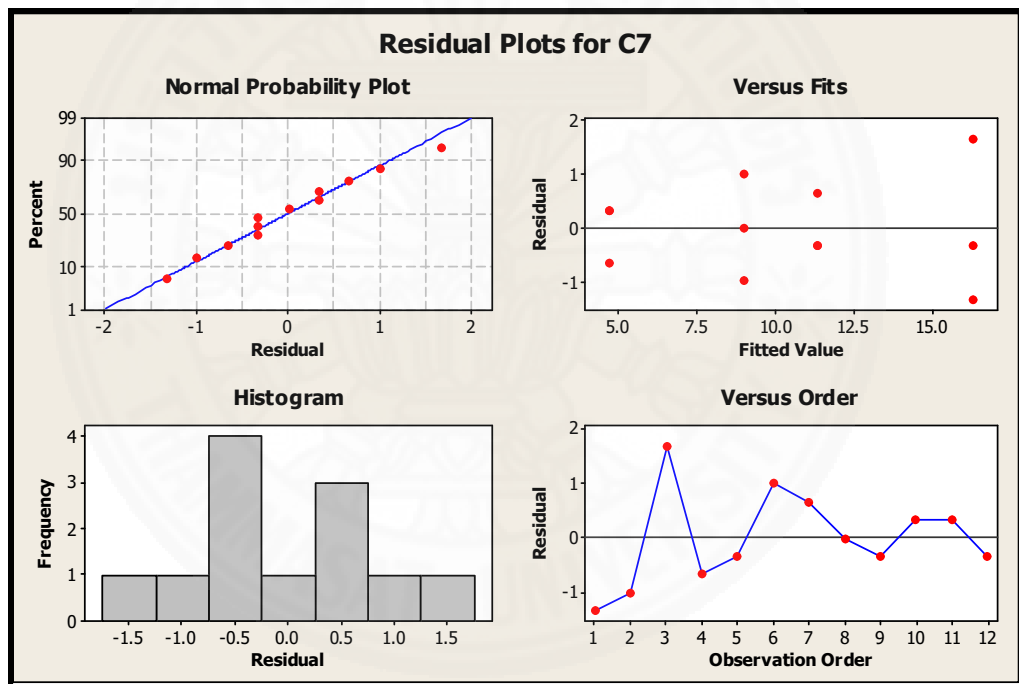 Residual Plots for C7
Normal Probability Plot
99
90
50
10
1
Percent
-2 -1 0 1 2
Residual
Versus Fits
2
1
0
-1
Residual
5.0 7.5 10.0 12.5 15.0
Fitted Value
Histogram
4
3
2
1
0
Frequency
-1.5 -1.0 -0.5 0.0 0.5 1.0 1.5
Residual
Versus Order
2
1
0
-1
Residual
1 2 3 4 5 6 7 8 9 10 11 12
Observation Order